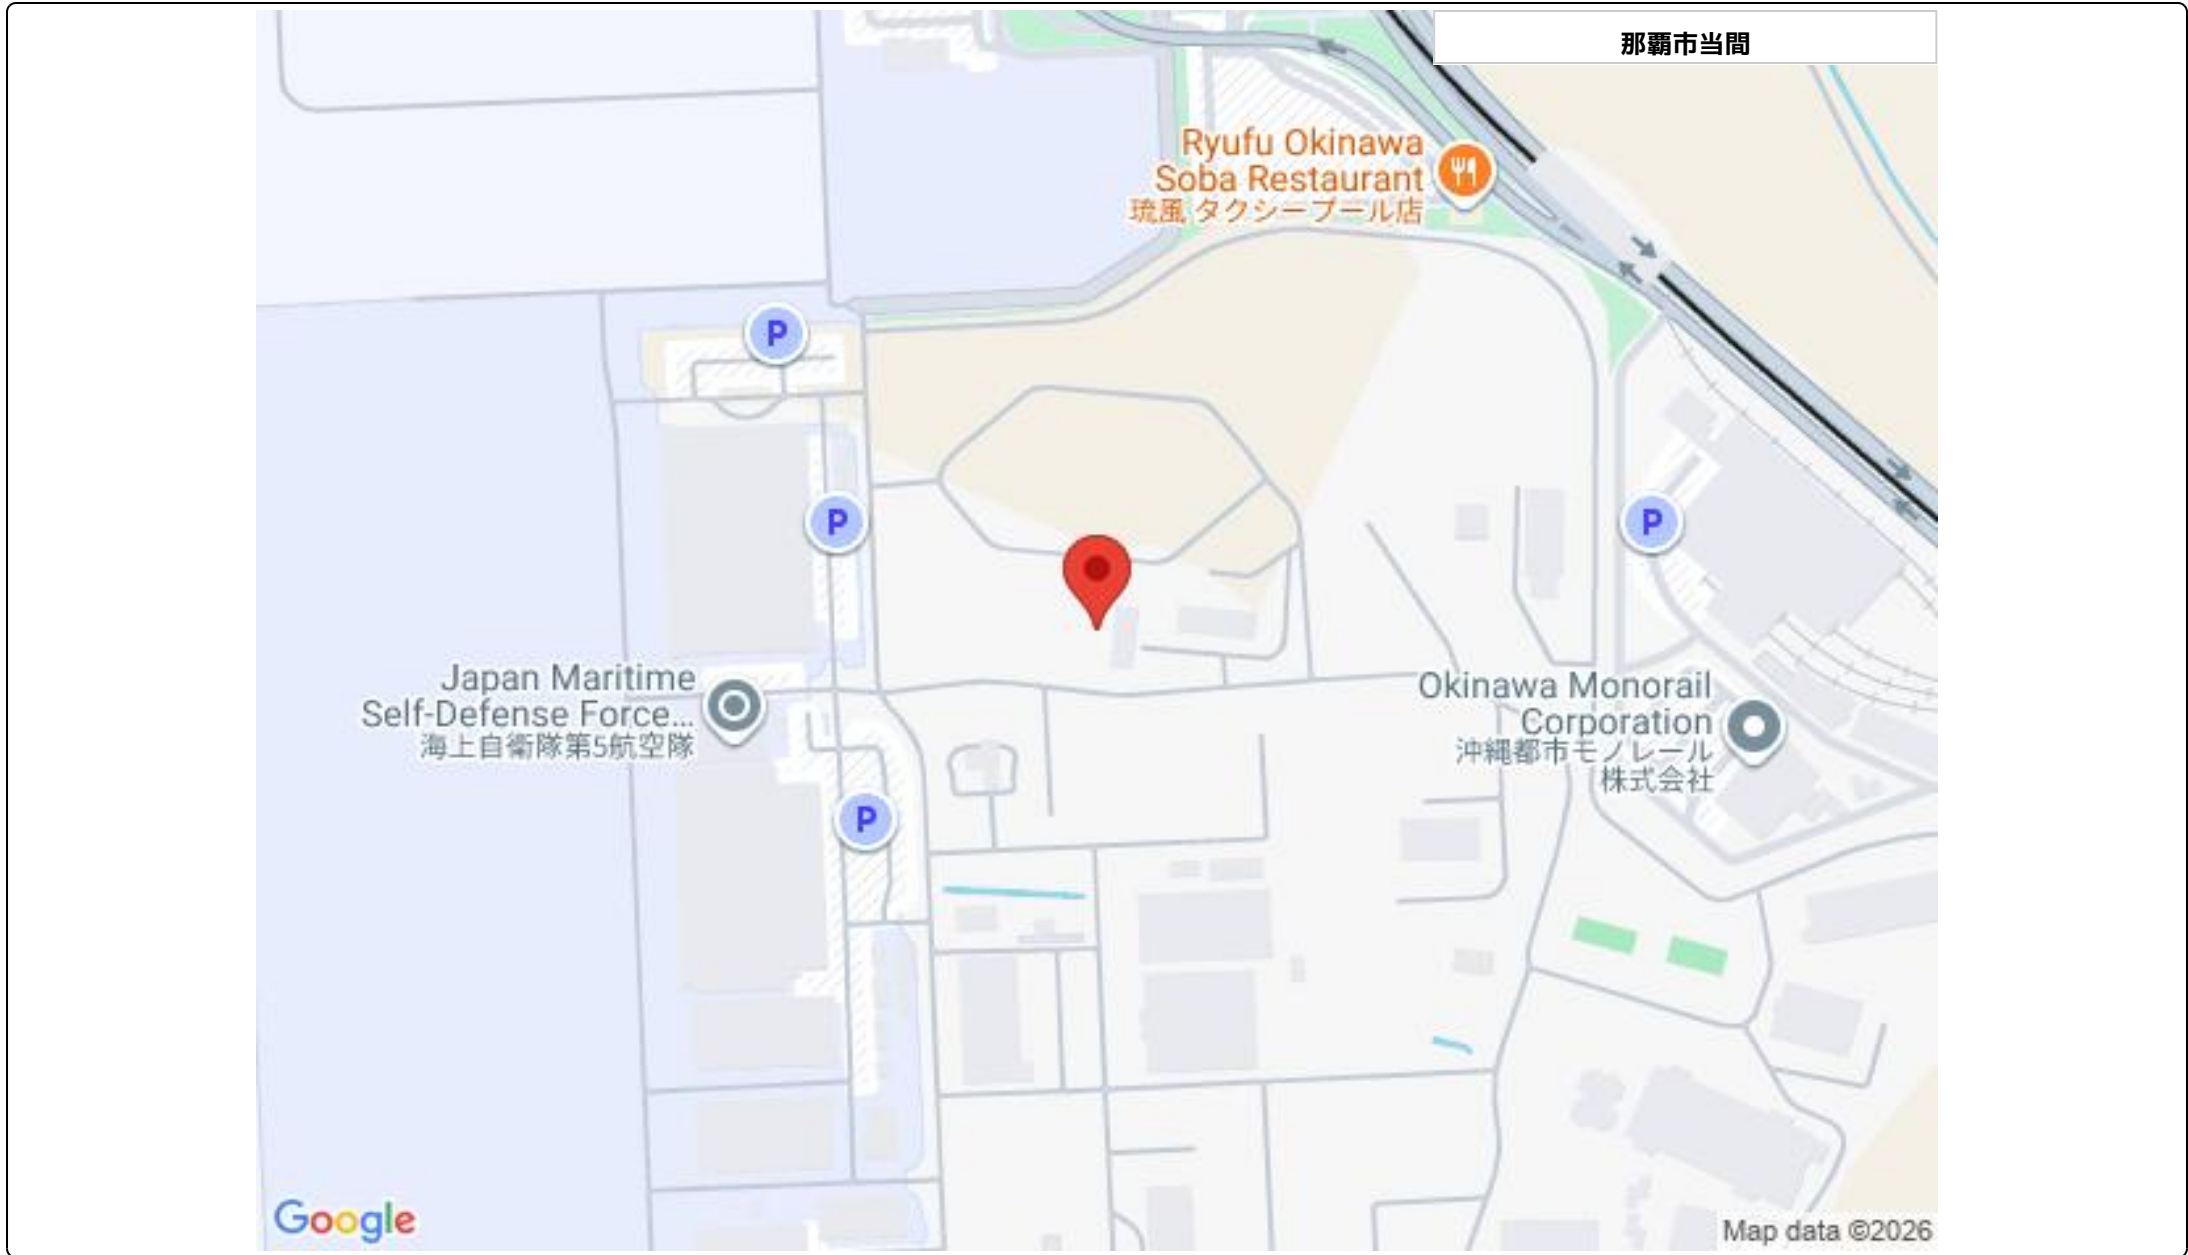 那覇市当間
Ryufu Okinawa
Soba Restaurant
琉風 タクシープール店
P
P
P
Japan Maritime
Self-Defense Force...
海上自衛隊第5航空隊
Okinawa Monorail
Corporation
沖縄都市モノレール
株式会社
P
Google
Map data ©2026